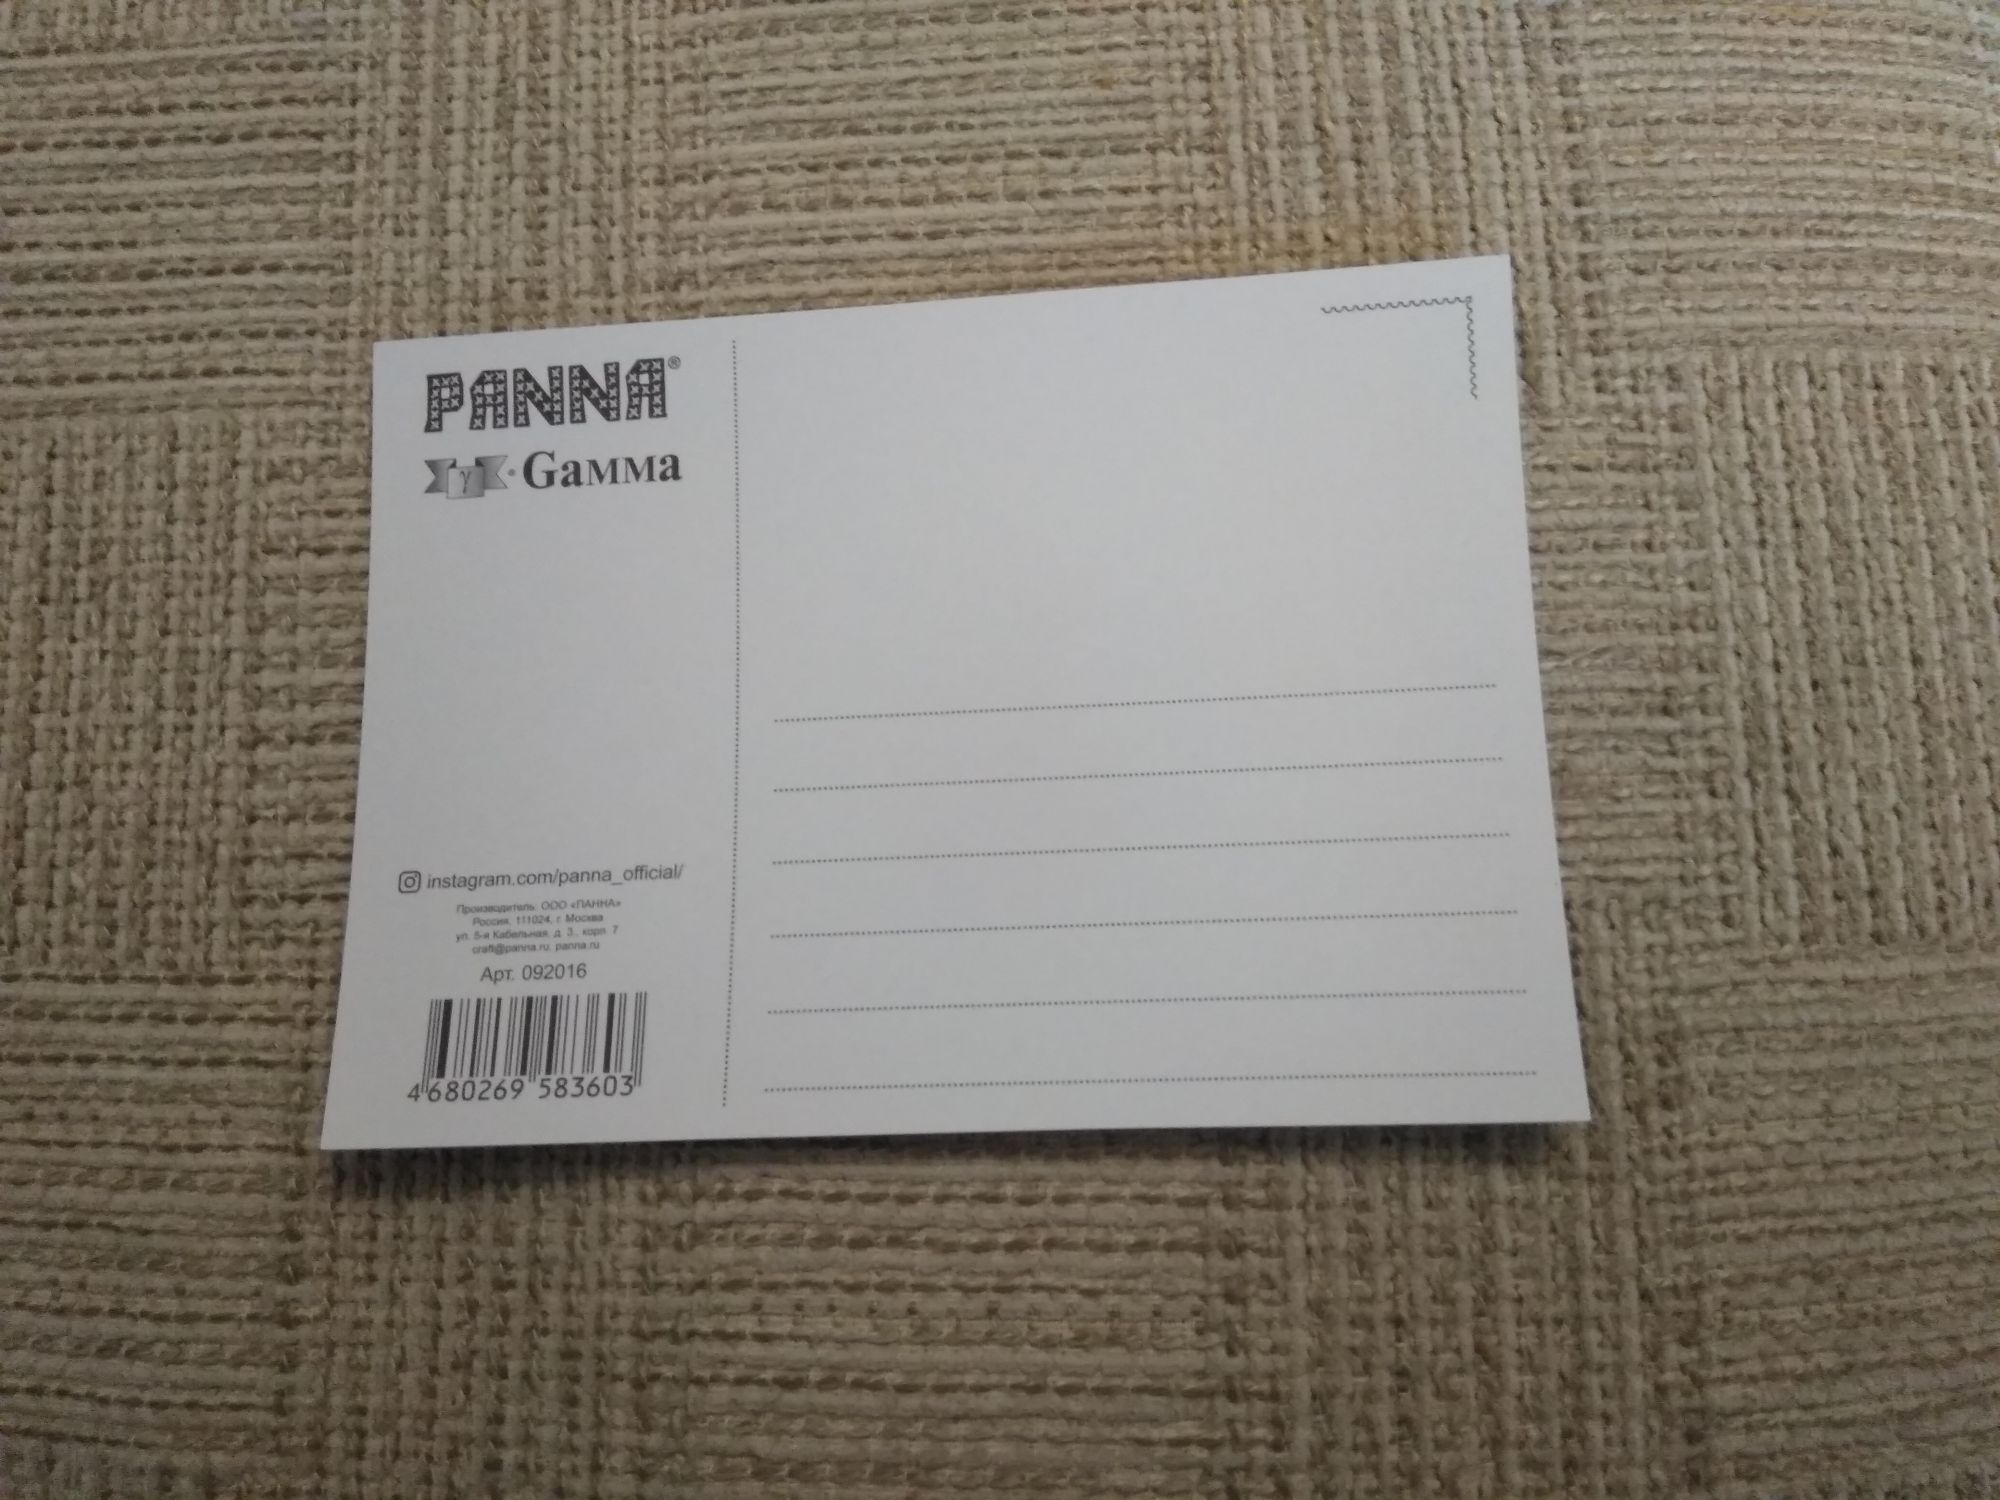 PANNA®
γ Gamma
instagram.com/panna_official/
Производитель: ООО «ПАННА»
Россия, 111024, г. Москва
ул. 5-я Кабельная, д. 3., корп. 7
craft@panna.ru, panna.ru
Арт. 092016
4 680269 583603